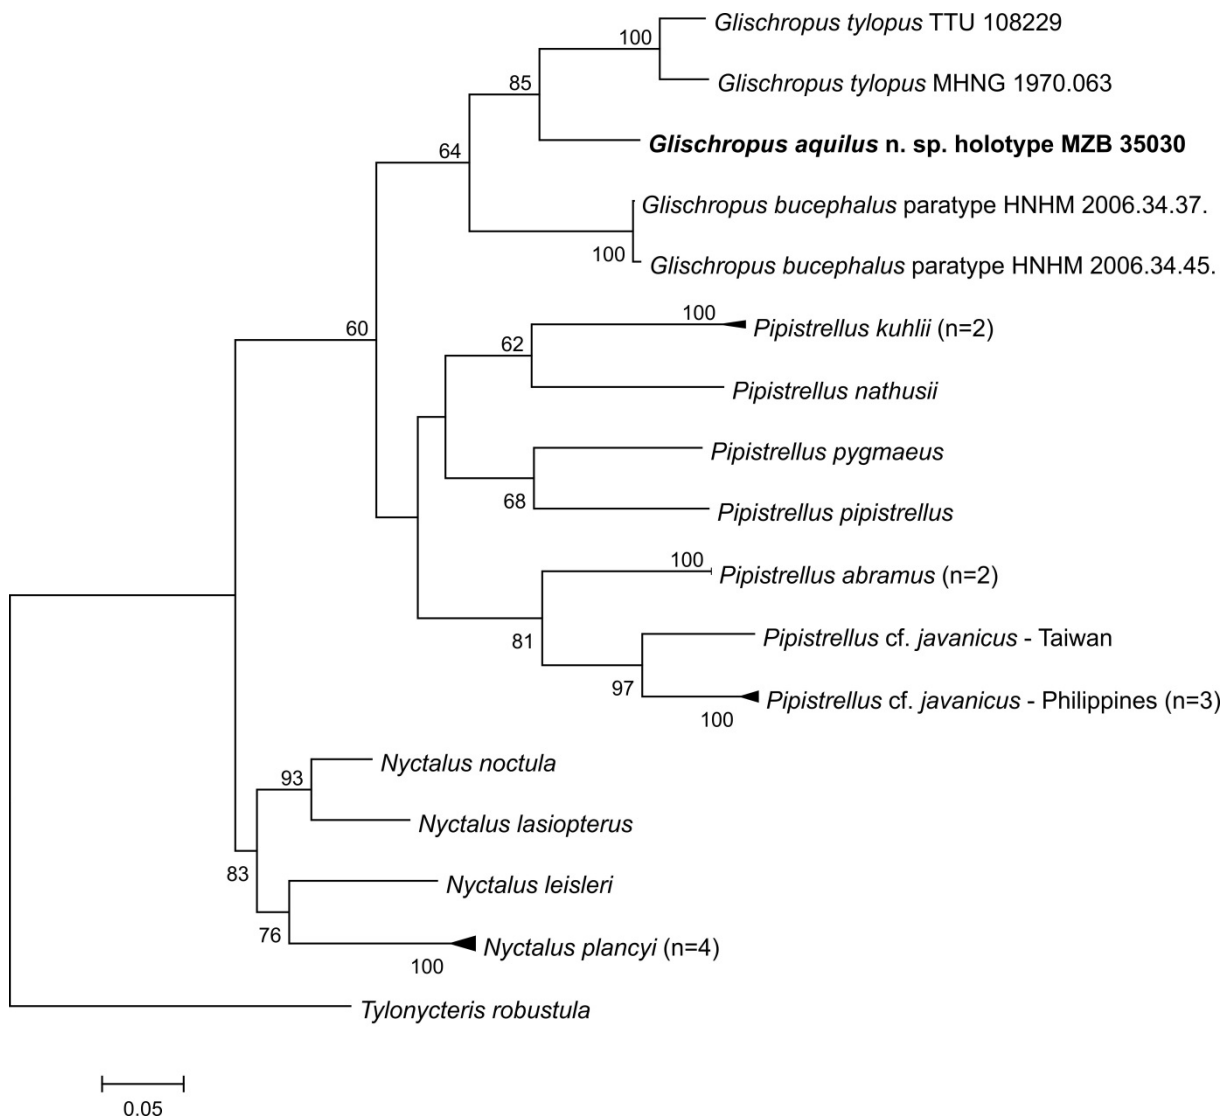 Glischropus tylopus TTU 108229
100
Glischropus tylopus MHNG 1970.063
85
Glischropus aquilus n. sp. holotype MZB 35030
64
Glischropus bucephalus paratype HNHM 2006.34.37.
100
Glischropus bucephalus paratype HNHM 2006.34.45.
100
Pipistrellus kuhlii (n=2)
60
62
Pipistrellus nathusii
Pipistrellus pygmaeus
68
Pipistrellus pipistrellus
100
Pipistrellus abramus (n=2)
81
Pipistrellus cf. javanicus - Taiwan
97
Pipistrellus cf. javanicus - Philippines (n=3)
100
Nyctalus noctula
93
Nyctalus lasiopterus
83
Nyctalus leisleri
76
Nyctalus plancyi (n=4)
100
Tylonycteris robustula
0.05